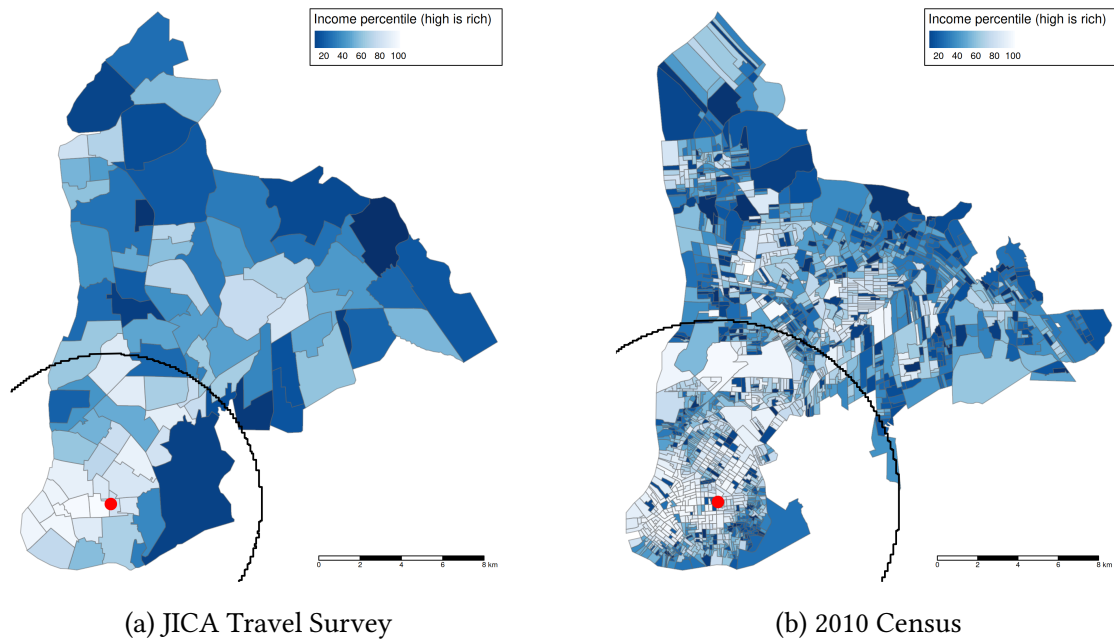 Income percentile (high is rich)
20 40 60 80 100
0 2 4 6 8 km
(a) JICA Travel Survey
Income percentile (high is rich)
20 40 60 80 100
0 2 4 6 8 km
(b) 2010 Census